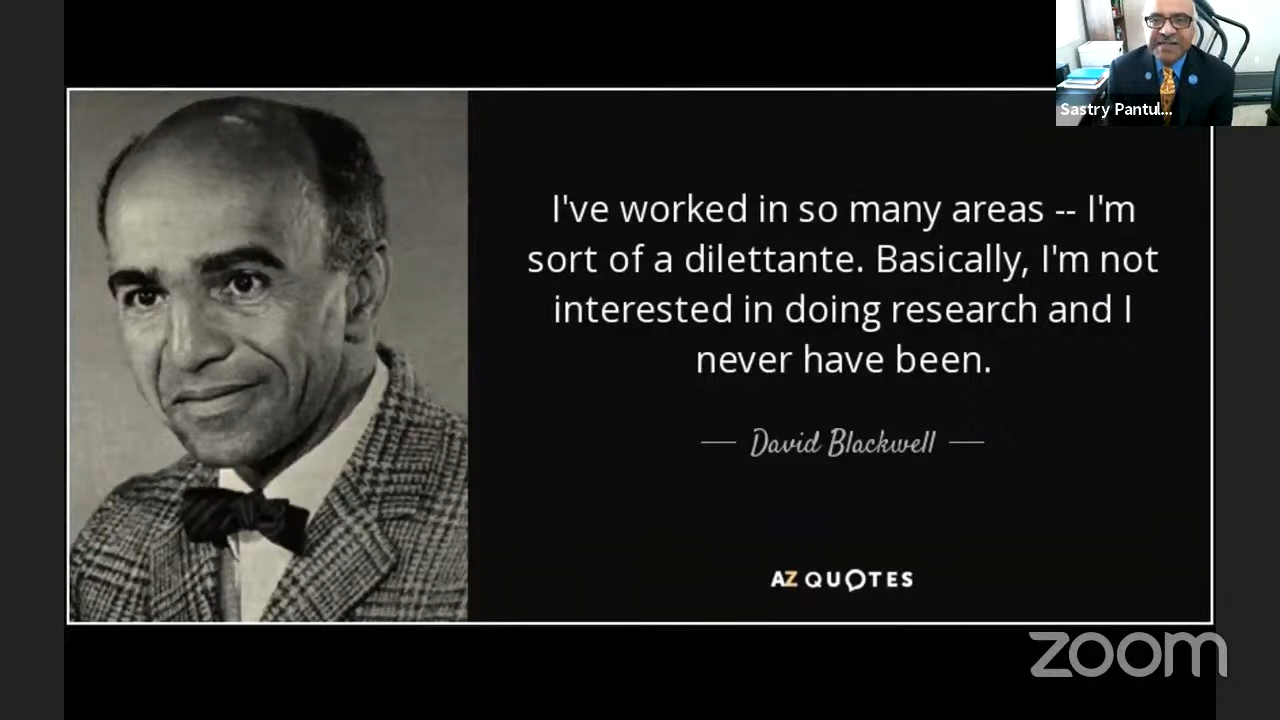 Sastry Pantul...
I've worked in so many areas -- I'm
sort of a dilettante. Basically, I'm not
interested in doing research and I
never have been.
David Blackwell
AZ QUOTES
zoom